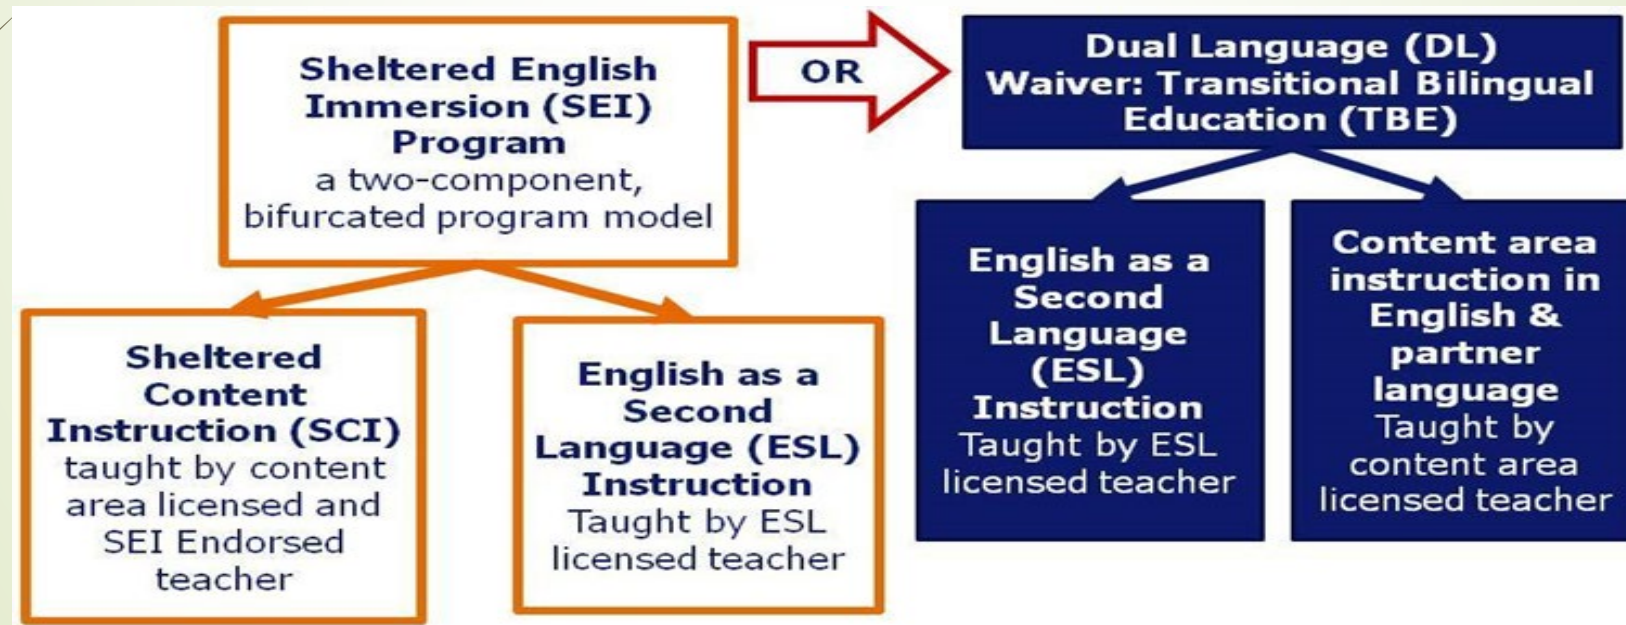 Sheltered English
Immersion (SEI)
Program
a two-component,
bifurcated program model
OR
Dual Language (DL)
Waiver: Transitional Bilingual
Education (TBE)
Sheltered
Content
Instruction (SCI)
taught by content
area licensed and
SEI Endorsed
teacher
English as a
Second
Language (ESL)
Instruction
Taught by ESL
licensed teacher
English as a
Second
Language
(ESL)
Instruction
Taught by ESL
licensed teacher
Content area
instruction in
English &
partner
language
Taught by
content area
licensed teacher